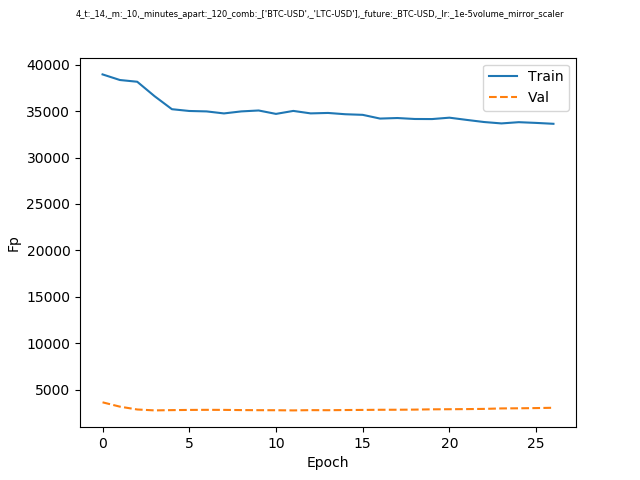 4_t:_14,_m:_10,_minutes_apart:_120_comb:_['BTC-USD',_'LTC-USD'],_future:_BTC-USD,_lr:_1e-5volume_mirror_scaler
Train
Val
40000
35000
30000
25000
20000
15000
10000
5000
Fp
0 5 10 15 20 25
Epoch